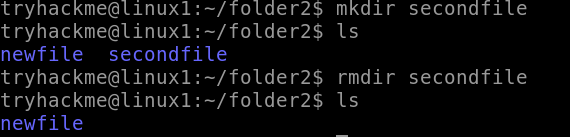 tryhackme@linux1:~/folder2$ mkdir secondfile
tryhackme@linux1:~/folder2$ ls
newfile  secondfile
tryhackme@linux1:~/folder2$ rmdir secondfile
tryhackme@linux1:~/folder2$ ls
newfile